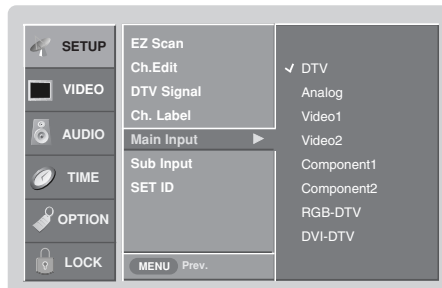 SETUP
VIDEO
AUDIO
TIME
OPTION
LOCK
EZ Scan
Ch.Edit
DTV Signal
Ch. Label
Main Input
Sub Input
SET ID
MENU Prev.
DTV
Analog
Video1
Video2
Component1
Component2
RGB-DTV
DVI-DTV